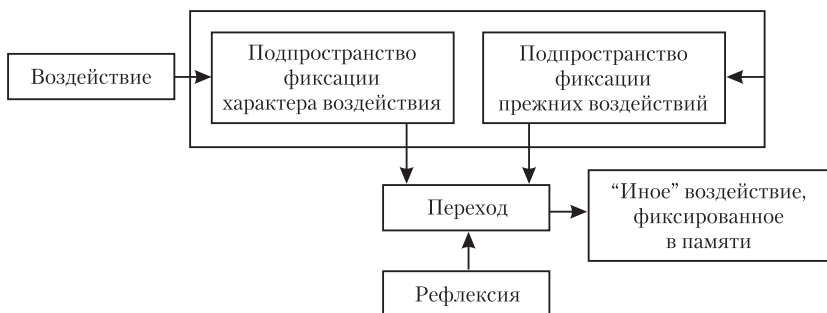 Воздействие
Подпространство
фиксации
характера воздействия
Подпространство
фиксации
прежних воздействий
Переход
“Иное” воздействие,
фиксированное
в памяти
Рефлексия